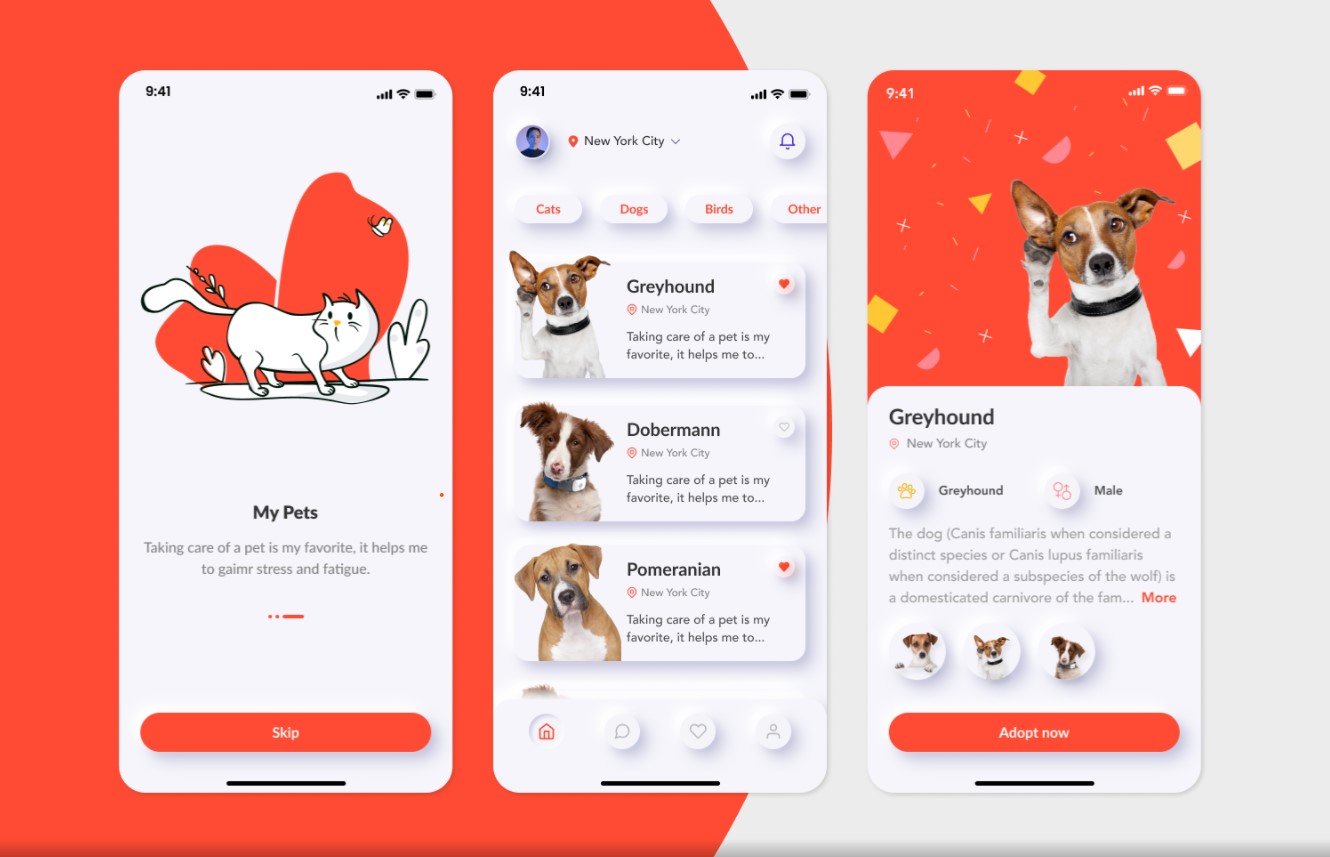 9:41
My Pets
Taking care of a pet is my favorite, it helps me
to gaimr stress and fatigue.
Skip
9:41
New York City
Cats
Dogs
Birds
Other
Greyhound
New York City
Taking care of a pet is my
favorite, it helps me to...
Dobermann
New York City
Taking care of a pet is my
favorite, it helps me to...
Pomeranian
New York City
Taking care of a pet is my
favorite, it helps me to...
9:41
Greyhound
New York City
Greyhound
Male
The dog (Canis familiaris when considered a
distinct species or Canis lupus familiaris
when considered a subspecies of the wolf) is
a domesticated carnivore of the fam... More
Adopt now